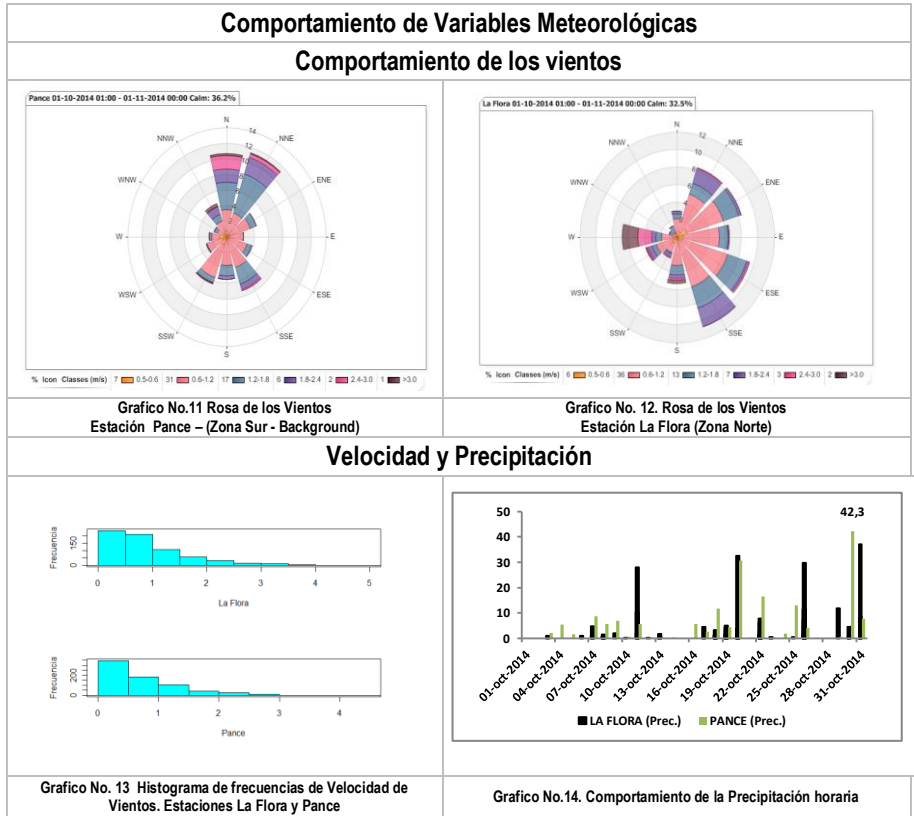 Comportamiento de Variables Meteorológicas
Comportamiento de los vientos
Pance 01-10-2014 01:00 - 01-11-2014 00:00 Calm: 36.2%
N
NNE
ENE
E
ESE
SSE
S
SSW
WSW
W
WNW
NNW
14
12
10
8
6
4
2
% Icon Classes (m/s) 7 0.5-0.6 31 0.6-1.2 17 1.2-1.8 6 1.8-2.4 2 2.4-3.0 1 >3.0
La Flora 01-10-2014 01:00 - 01-11-2014 00:00 Calm: 32.5%
N
NNE
ENE
E
ESE
SSE
S
SSW
WSW
W
WNW
NNW
12
10
8
6
4
% Icon Classes (m/s) 6 0.5-0.6 36 0.6-1.2 13 1.2-1.8 7 1.8-2.4 3 2.4-3.0 2 >3.0
Grafico No.11 Rosa de los Vientos
Estación Pance – (Zona Sur - Background)
Grafico No. 12. Rosa de los Vientos
Estación La Flora (Zona Norte)
Velocidad y Precipitación
Frecuencia
0 150
0 1 2 3 4 5
La Flora
Frecuencia
0 200
0 1 2 3 4
Pance
42,3
50
40
30
20
10
0
01-oct-2014 04-oct-2014 07-oct-2014 10-oct-2014 13-oct-2014 16-oct-2014 19-oct-2014 22-oct-2014 25-oct-2014 28-oct-2014 31-oct-2014
LA FLORA (Prec.) PANCE (Prec.)
Grafico No. 13 Histograma de frecuencias de Velocidad de
Vientos. Estaciones La Flora y Pance
Grafico No.14. Comportamiento de la Precipitación horaria